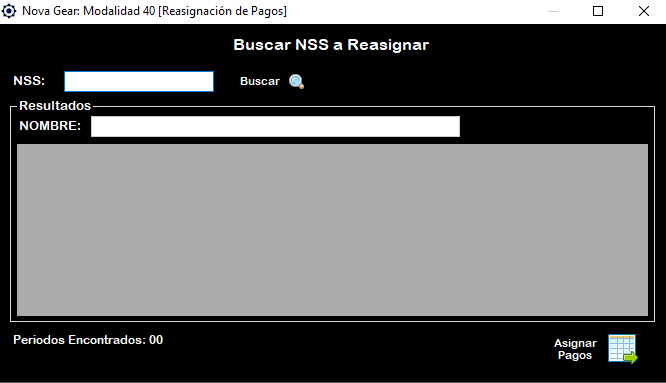 Nova Gear: Modalidad 40 [Reasignación de Pagos]
Buscar NSS a Reasignar
NSS:
Buscar
Resultados
NOMBRE:
Periodos Encontrados: 00
Asignar
Pagos